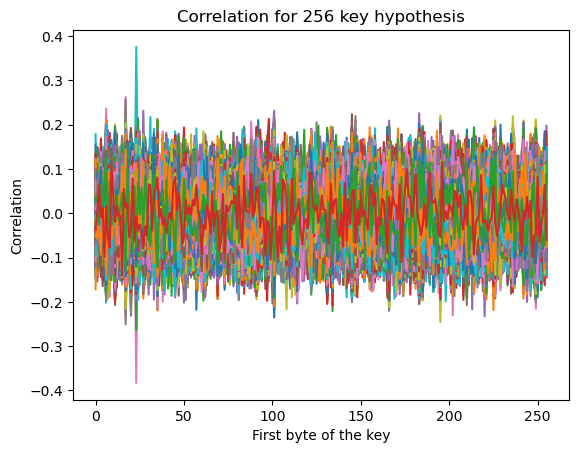 Correlation for 256 key hypothesis
Correlation
0.4
0.3
0.2
0.1
0.0
−0.1
−0.2
−0.3
−0.4
0 50 100 150 200 250
First byte of the key